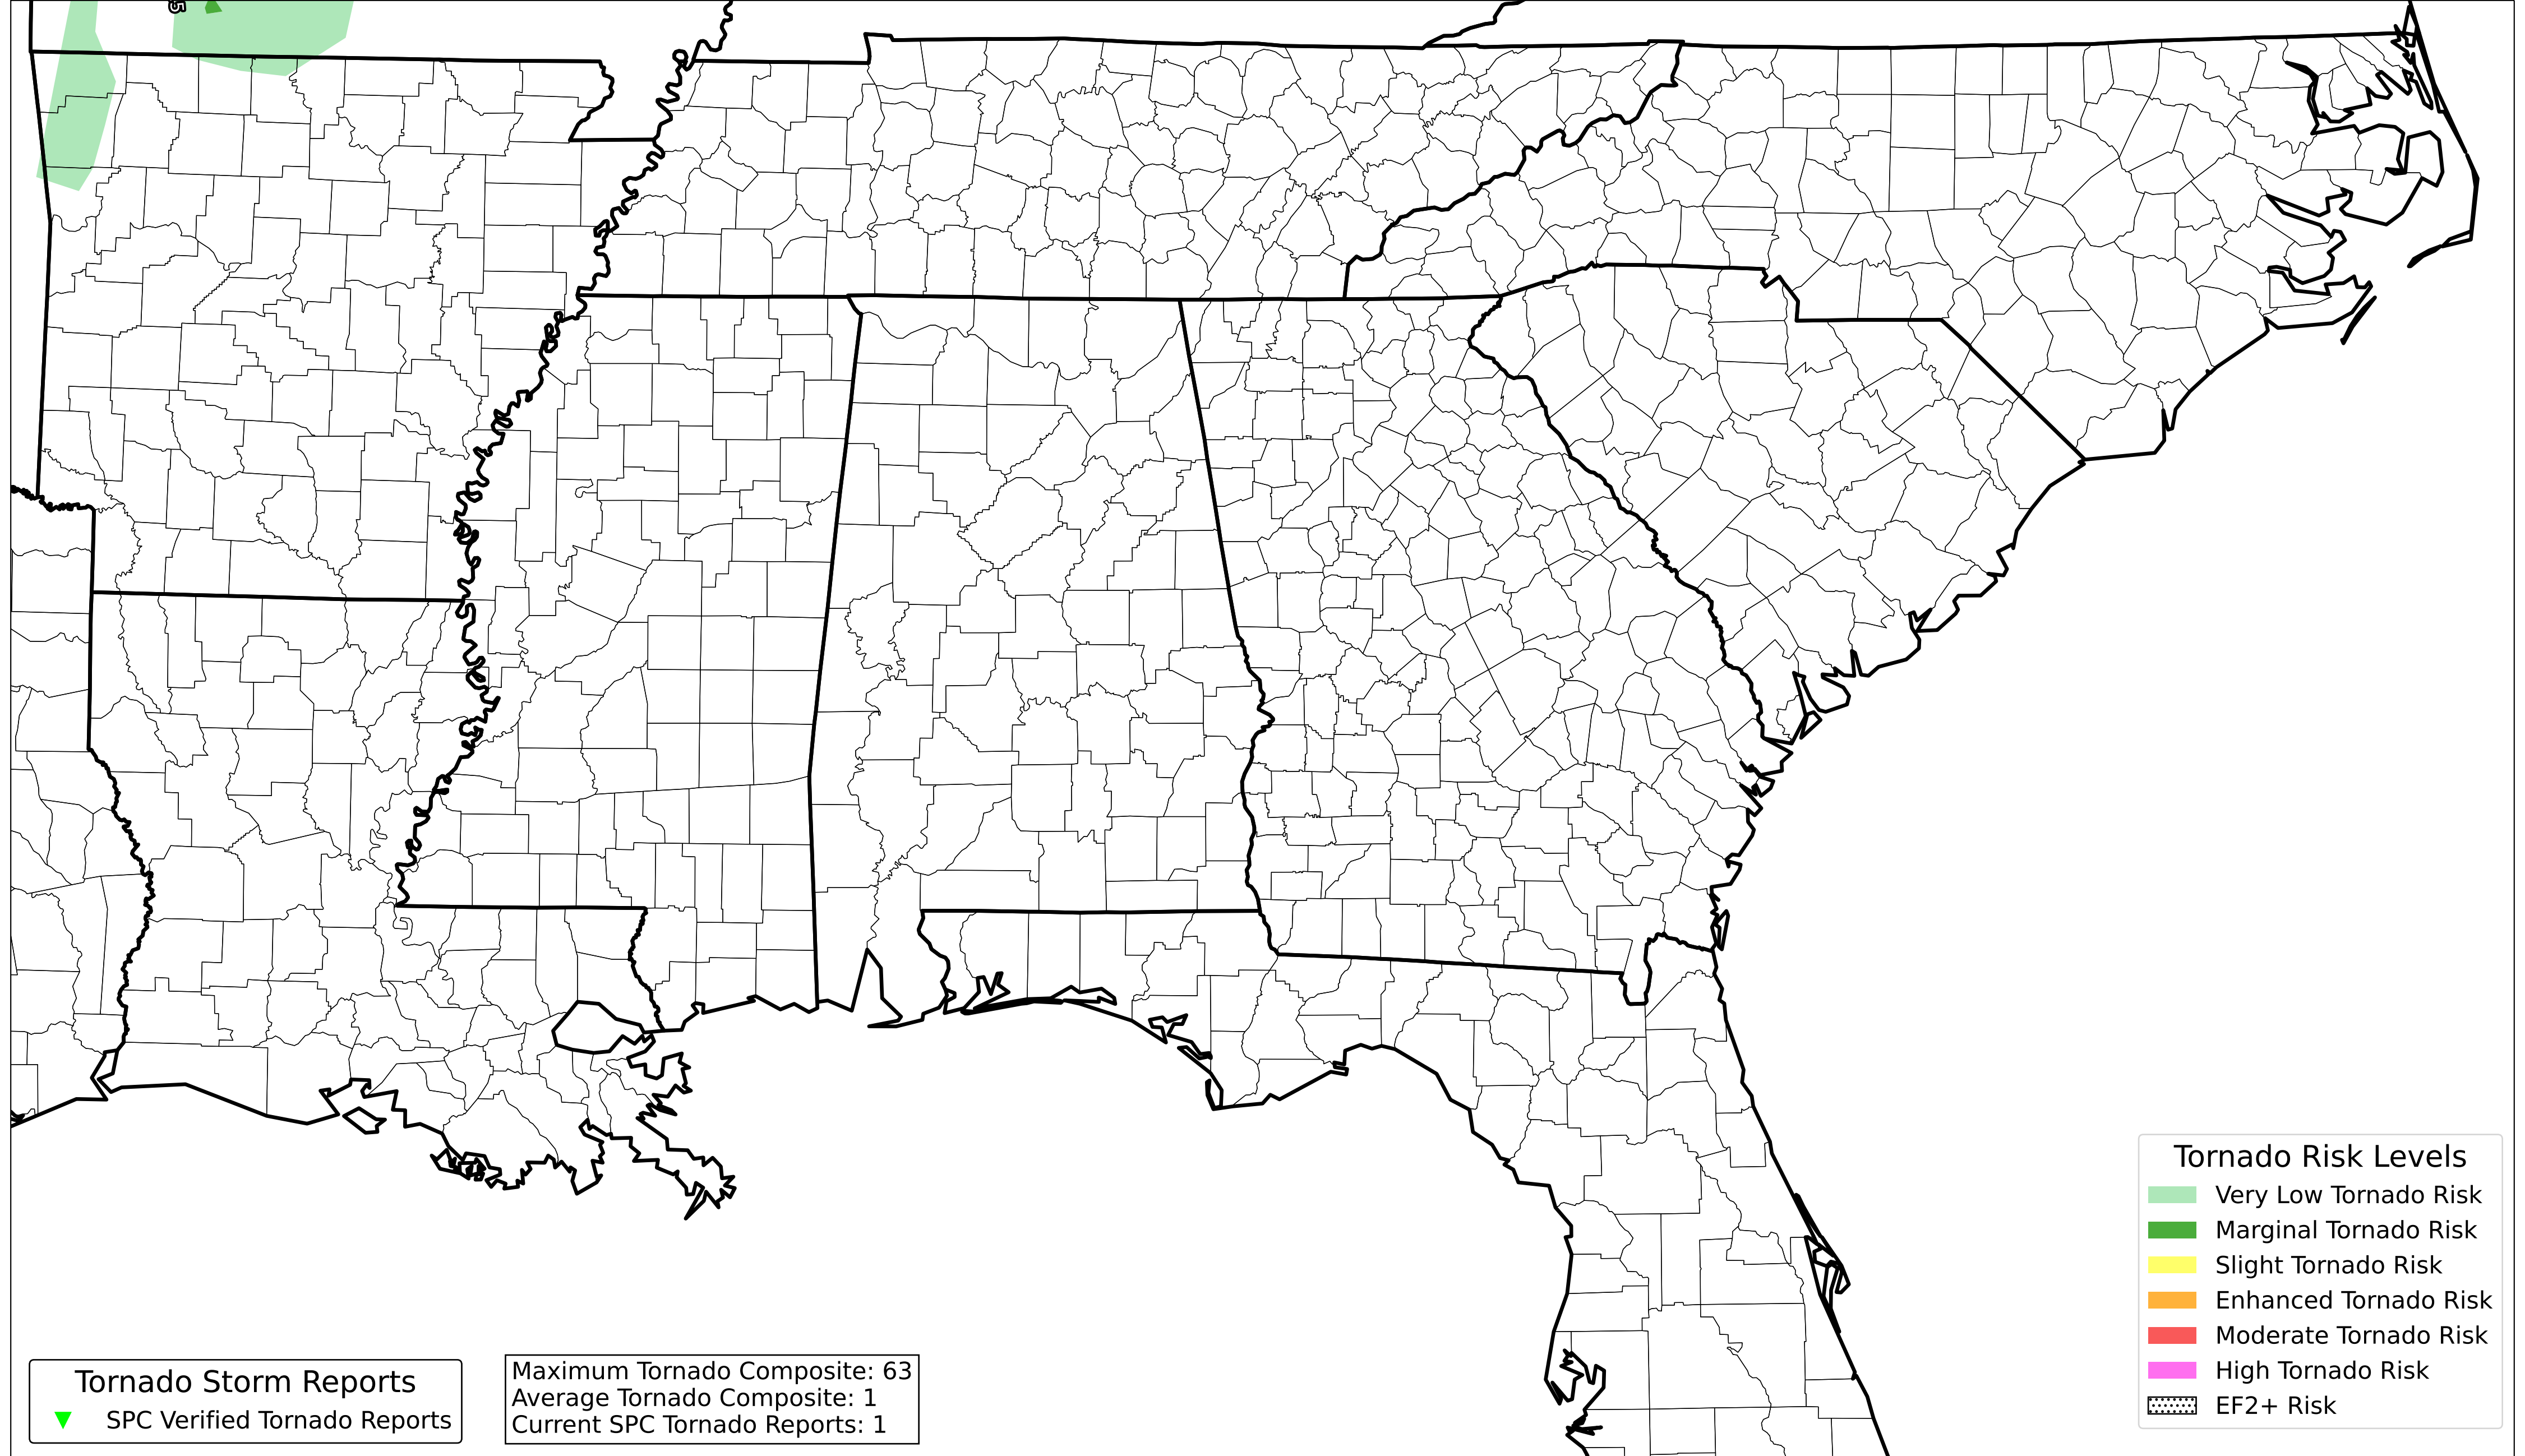 5
Tornado Risk Levels
Very Low Tornado Risk
Marginal Tornado Risk
Slight Tornado Risk
Enhanced Tornado Risk
Moderate Tornado Risk
High Tornado Risk
EF2+ Risk
Tornado Storm Reports
SPC Verified Tornado Reports
Maximum Tornado Composite: 63
Average Tornado Composite: 1
Current SPC Tornado Reports: 1